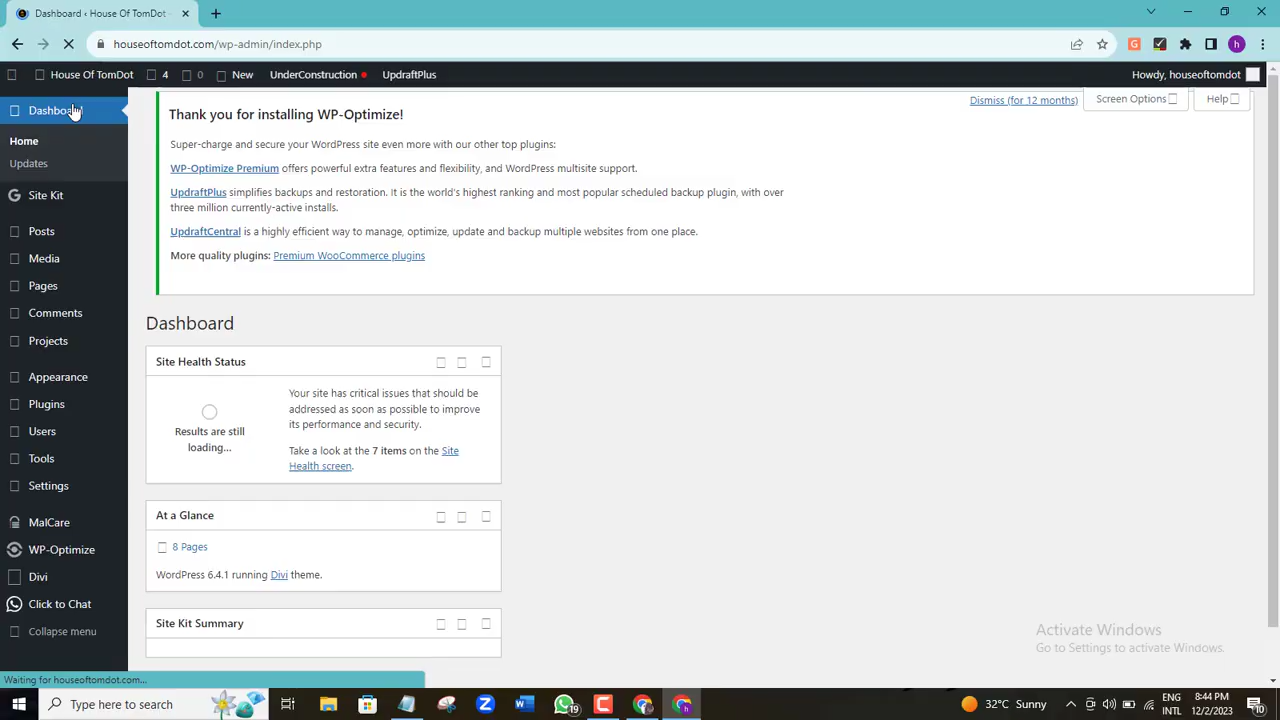 Dashboard ‹ House Of TomDot -
houseoftomdot.com/wp-admin/index.php
h
House Of TomDot 4 0 New UnderConstruction UpdraftPlus Howdy, houseoftomdot
Dashboard
Home
Updates
Site Kit
Posts
Media
Pages
Comments
Projects
Appearance
Plugins
Users
Tools
Settings
MalCare
WP-Optimize
Divi
Click to Chat
Collapse menu
Dismiss (for 12 months) Screen Options Help
Thank you for installing WP-Optimize!
Super-charge and secure your WordPress site even more with our other top plugins:
WP-Optimize Premium offers powerful extra features and flexibility, and WordPress multisite support.
UpdraftPlus simplifies backups and restoration. It is the world's highest ranking and most popular scheduled backup plugin, with over
three million currently-active installs.
UpdraftCentral is a highly efficient way to manage, optimize, update and backup multiple websites from one place.
More quality plugins: Premium WooCommerce plugins
Dashboard
Site Health Status
Results are still
loading...
Your site has critical issues that should be
addressed as soon as possible to improve
its performance and security.
Take a look at the 7 items on the Site
Health screen.
At a Glance
8 Pages
WordPress 6.4.1 running Divi theme.
Site Kit Summary
Activate Windows
Go to Settings to activate Windows.
Waiting for houseoftomdot.com...
Type here to search
19
32°C Sunny
ENG
INTL
8:44 PM
12/2/2023
10